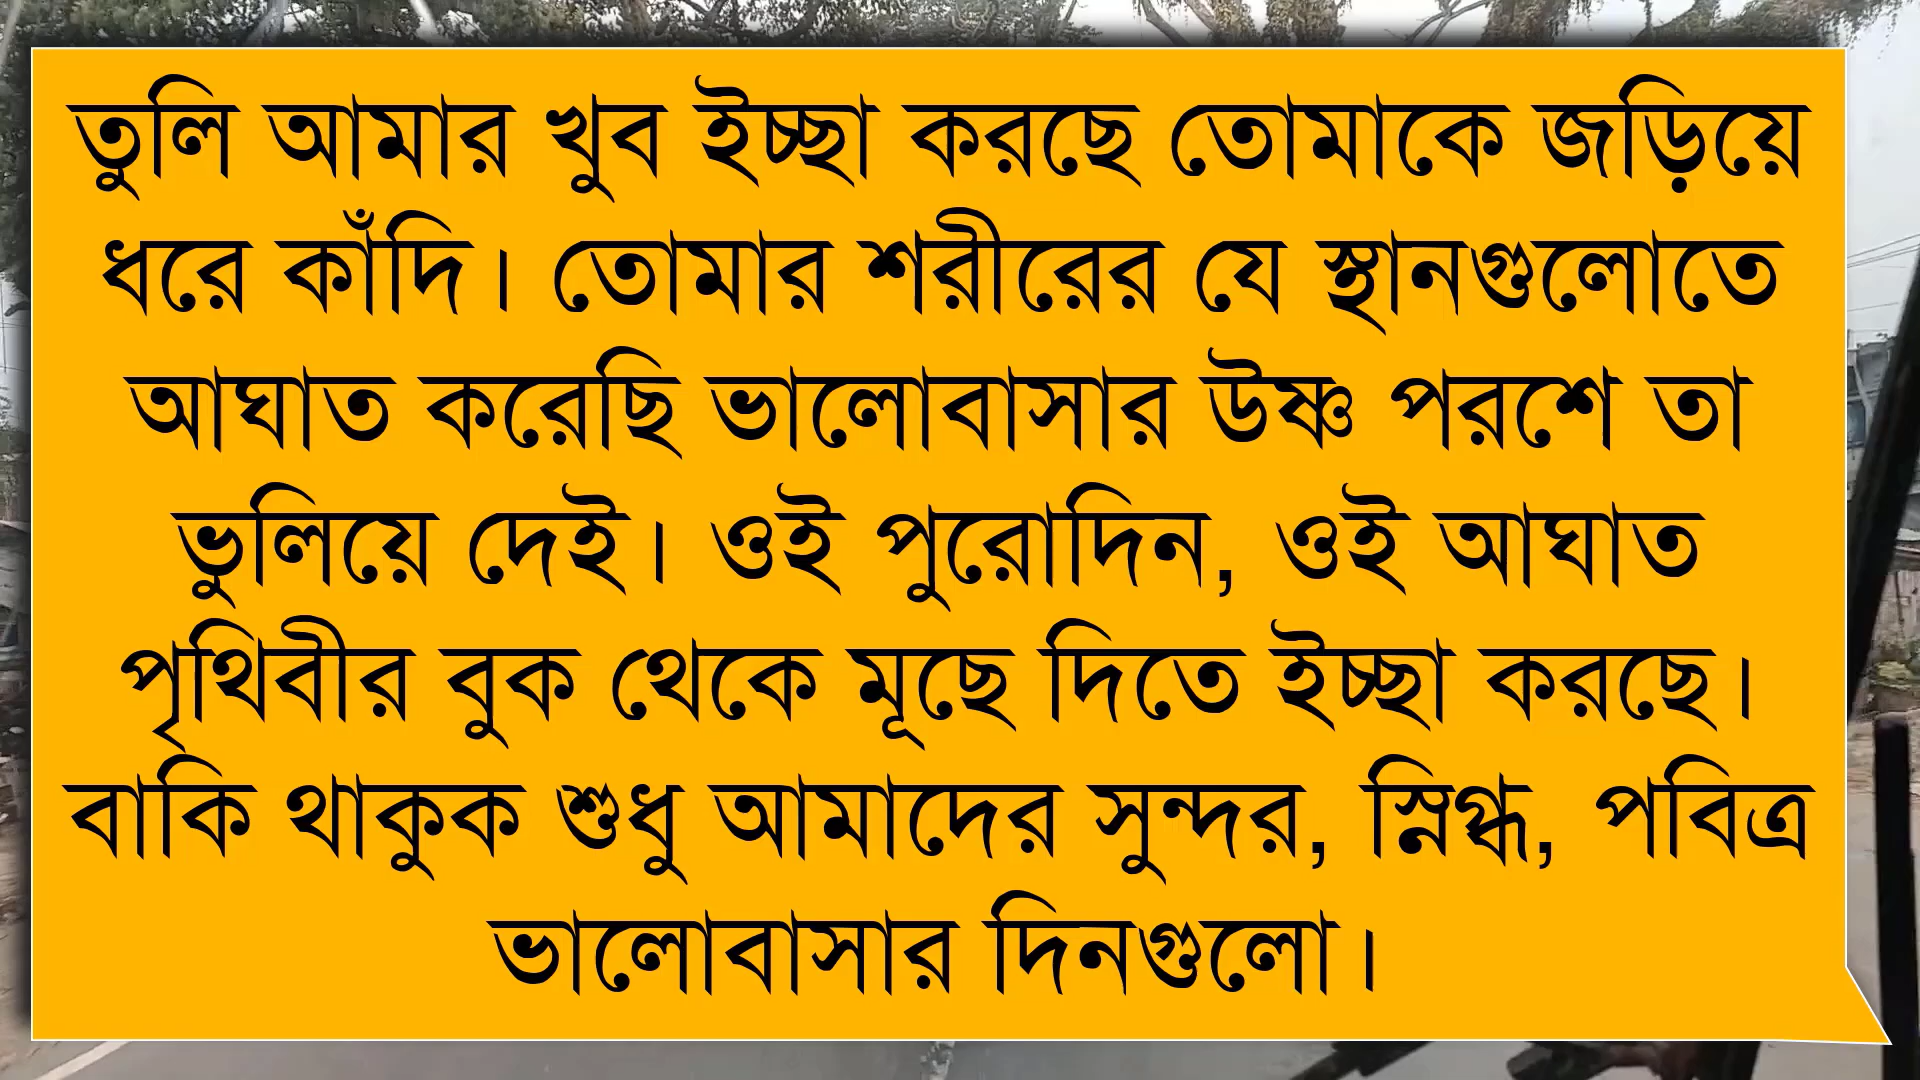 তুলি আমার খুব ইচ্ছা করছে তোমাকে জড়িয়ে
ধরে কাঁদি। তোমার শরীরের যে স্থানগুলোতে
আঘাত করেছি ভালোবাসার উষ্ণ পরশে তা
ভুলিয়ে দেই। ওই পুরোদিন, ওই আঘাত
পৃথিবীর বুক থেকে মূছে দিতে ইচ্ছা করছে।
বাকি থাকুক শুধু আমাদের সুন্দর, স্নিগ্ধ, পবিত্র
ভালোবাসার দিনগুলো।